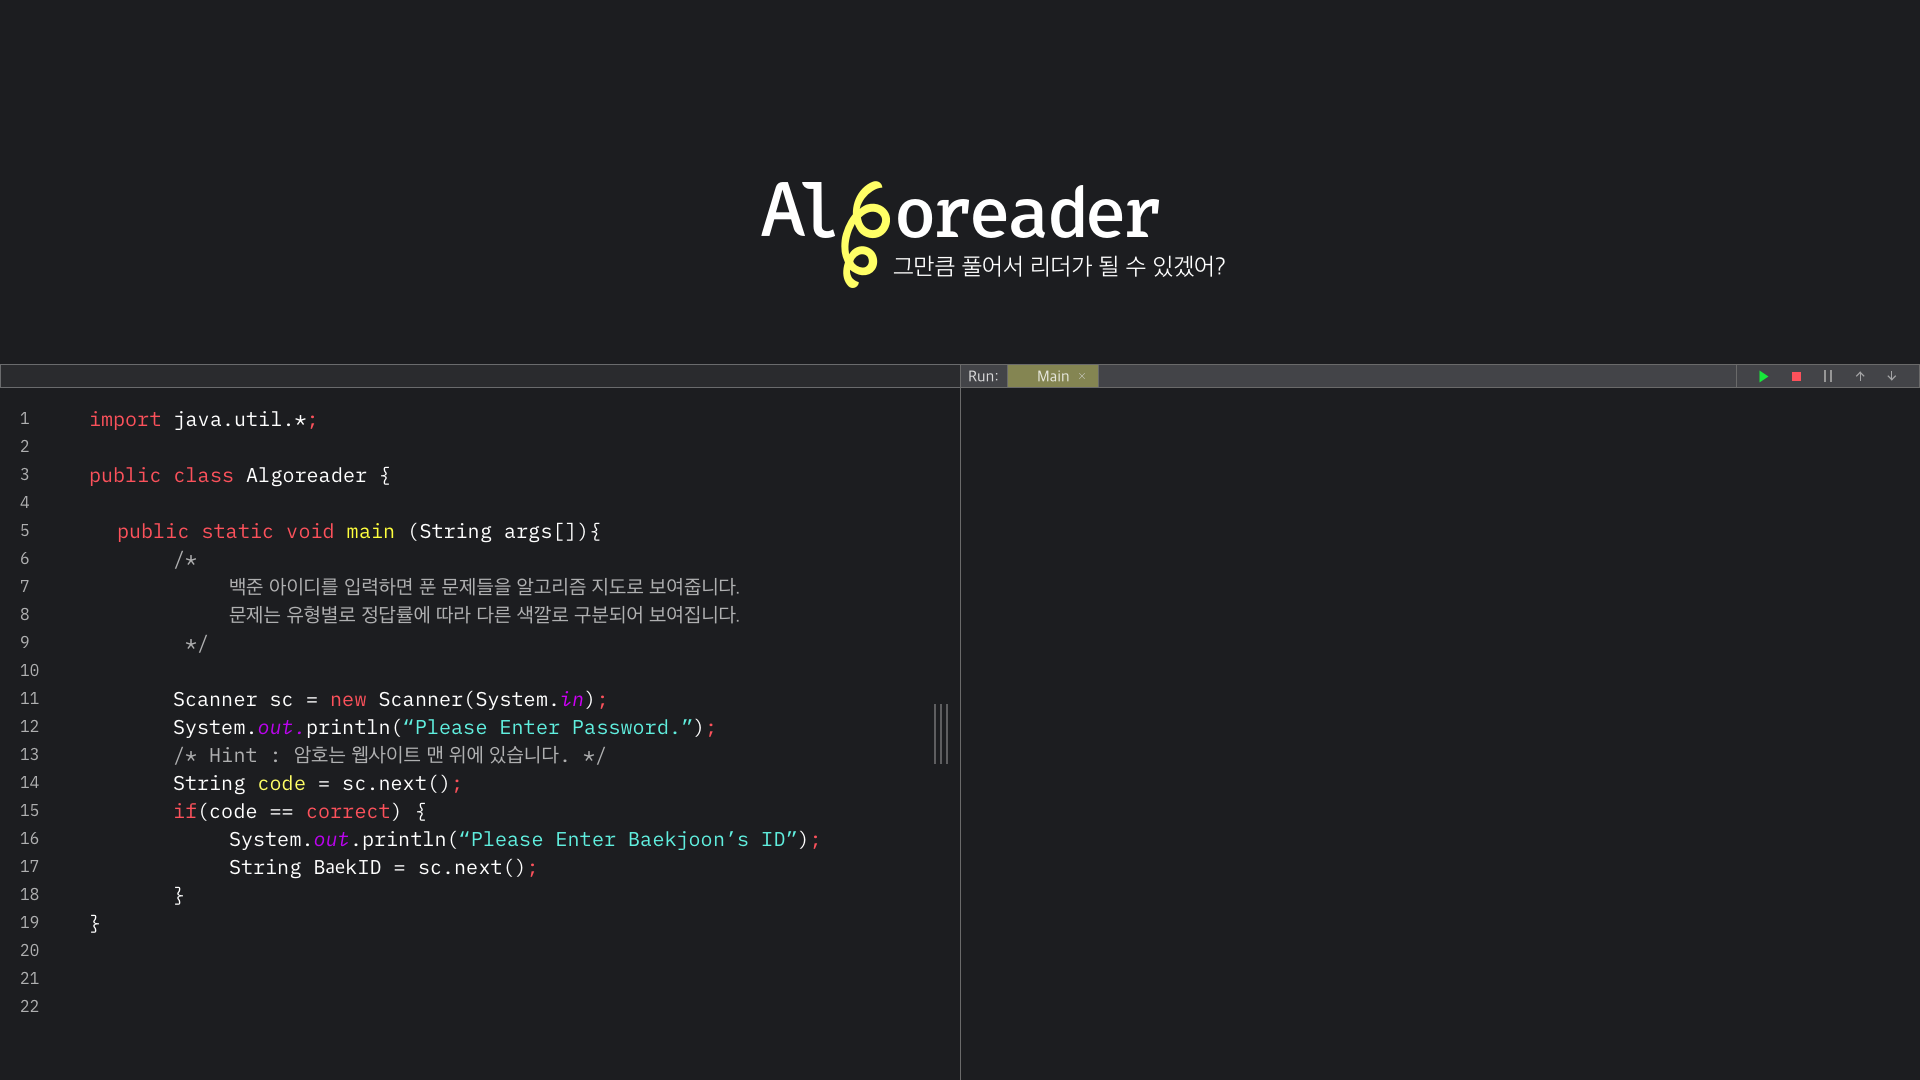 Algoreader
그만큼 풀어서 리더가 될 수 있겠어?
Run: Main ×
1 import java.util.*;
2
3 public class Algoreader {
4
5 public static void main (String args[]){
6 /*
7 백준 아이디를 입력하면 푼 문제들을 알고리즘 지도로 보여줍니다.
8 문제는 유형별로 정답률에 따라 다른 색깔로 구분되어 보여집니다.
9 */
10
11 Scanner sc = new Scanner(System.in);
12 System.out.println(“Please Enter Password.”);
13 /* Hint : 암호는 웹사이트 맨 위에 있습니다. */
14 String code = sc.next();
15 if(code == correct) {
16 System.out.println(“Please Enter Baekjoon’s ID”);
17 String BaekID = sc.next();
18 }
19 }
20
21
22